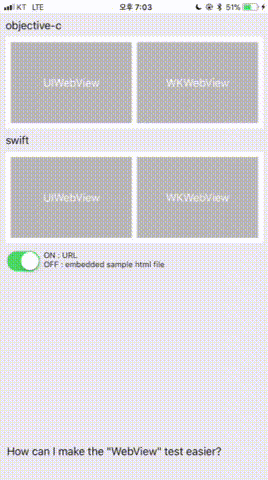 KT LTE 오후 7:03 51%
objective-c
UIWebView WKWebView
swift
UIWebView WKWebView
ON : URL
OFF : embedded sample html file
How can I make the "WebView" test easier?